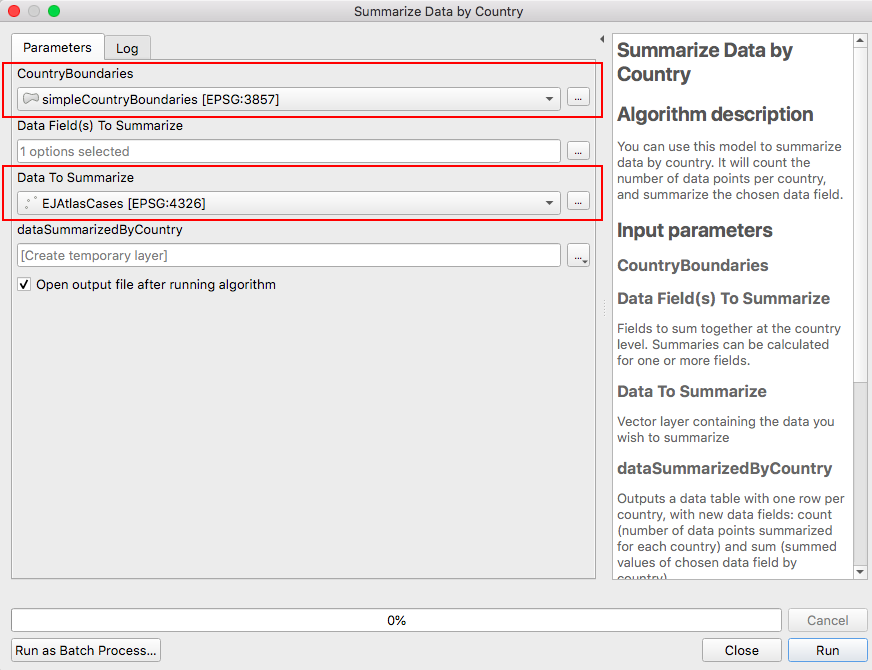 Summarize Data by Country
Parameters
Log
CountryBoundaries
simpleCountryBoundaries [EPSG:3857]
...
Data Field(s) To Summarize
1 options selected
...
Data To Summarize
EJAtlasCases [EPSG:4326]
...
dataSummarizedByCountry
[Create temporary layer]
...
Open output file after running algorithm
Summarize Data by
Country
Algorithm description
You can use this model to summarize
data by country. It will count the
number of data points per country,
and summarize the chosen data field.
Input parameters
CountryBoundaries
Data Field(s) To Summarize
Fields to sum together at the country
level. Summaries can be calculated
for one or more fields.
Data To Summarize
Vector layer containing the data you
wish to summarize
dataSummarizedByCountry
Outputs a data table with one row per
country, with new data fields: count
(number of data points summarized
for each country) and sum (summed
values of chosen data field by
country)
0%
Cancel
Run as Batch Process...
Close
Run